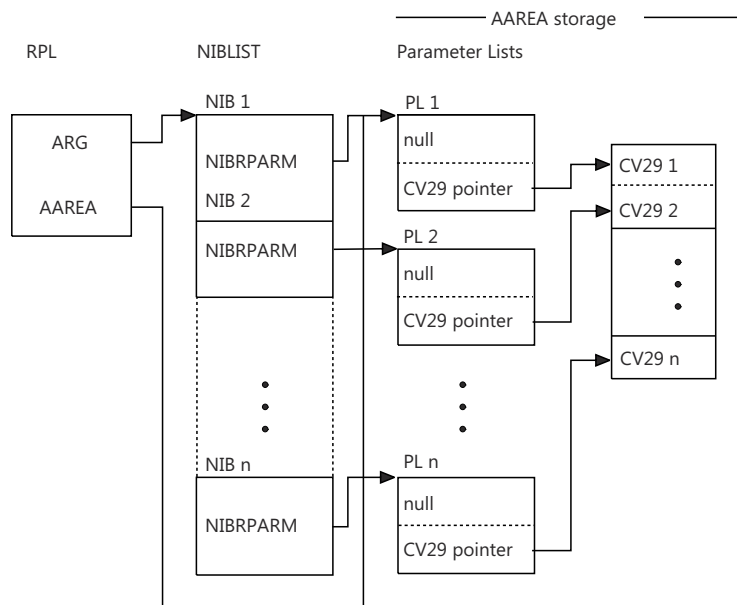 AAREA storage
RPL NIBLIST Parameter Lists
NIB 1 PL 1
ARG
null
NIBRPARM
CV29 1
CV29 pointer
NIB 2
AAREA
CV29 2
PL 2
NIBRPARM
null
CV29 pointer
CV29 n
NIB n PL n
null
NIBRPARM
CV29 pointer